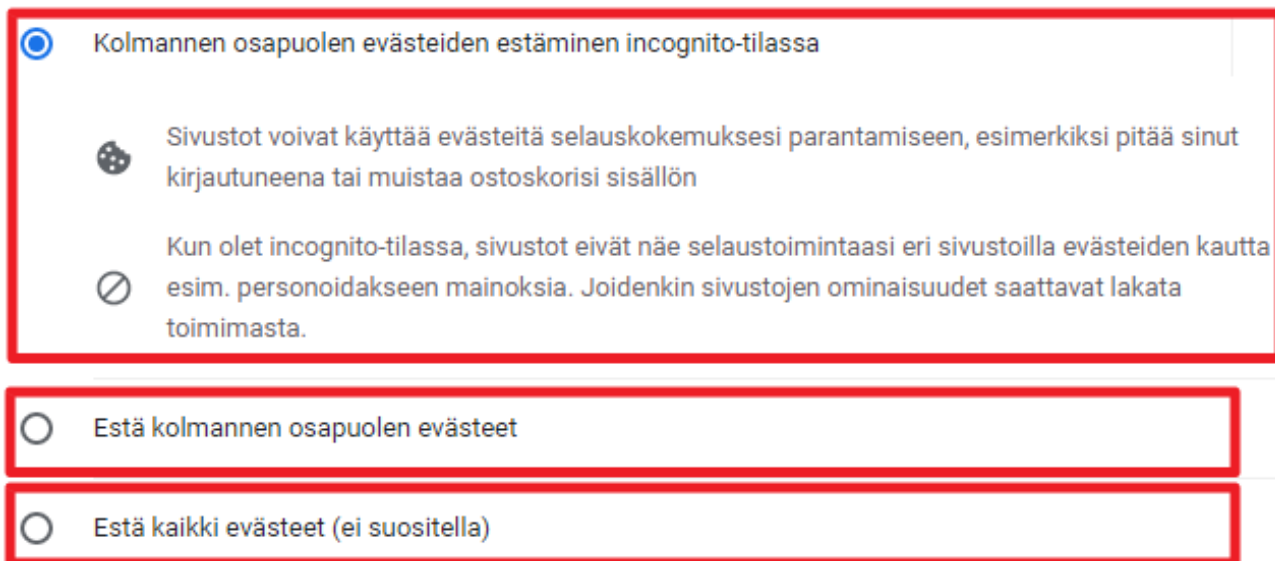 Kolmannen osapuolen evästeiden estäminen incognito-tilassa
Sivustot voivat käyttää evästeitä selauskokemuksesi parantamiseen, esimerkiksi pitää sinut
kirjautuneena tai muistaa ostoskorisi sisällön
Kun olet incognito-tilassa, sivustot eivät näe selaustoimintaasi eri sivustoilla evästeiden kautta
esim. personoidakseen mainoksia. Joidenkin sivustojen ominaisuudet saattavat lakata
toimimasta.
Estä kolmannen osapuolen evästeet
Estä kaikki evästeet (ei suositella)